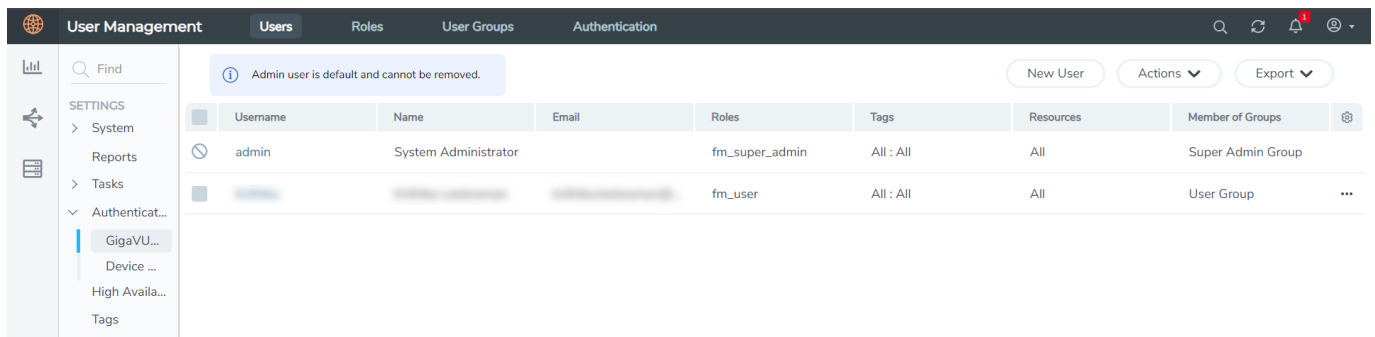 User Management Users Roles User Groups Authentication 1
Find
Admin user is default and cannot be removed. New User Actions Export
SETTINGS
System
Reports
Tasks
Authenticat...
GigaVU...
Device ...
High Availa...
Tags
Username Name Email Roles Tags Resources Member of Groups
admin System Administrator fm_super_admin All : All All Super Admin Group
fm_user All : All All User Group